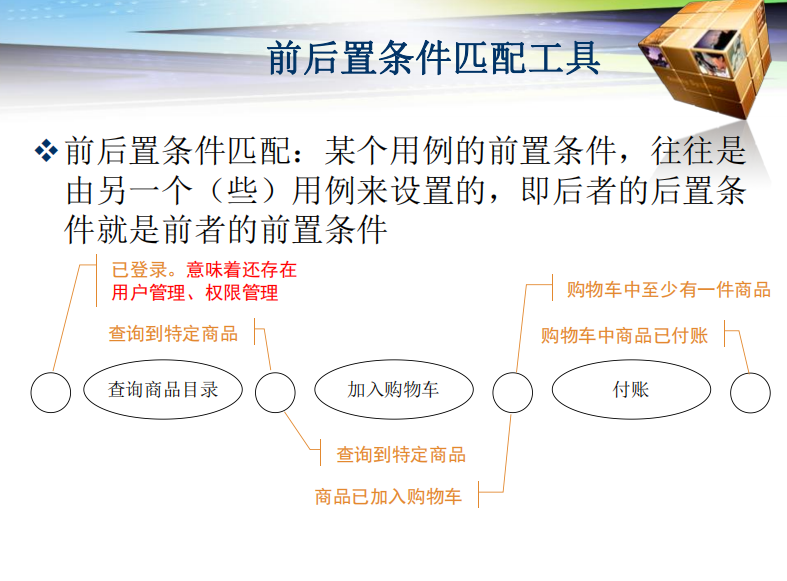 前后置条件匹配工具
前后置条件匹配：某个用例的前置条件，往往是
由另一个（些）用例来设置的，即后者的后置条
件就是前者的前置条件
已登录。意味着还存在
用户管理、权限管理
购物车中至少有一件商品
查询到特定商品
购物车中商品已付账
查询商品目录
加入购物车
付账
查询到特定商品
商品已加入购物车